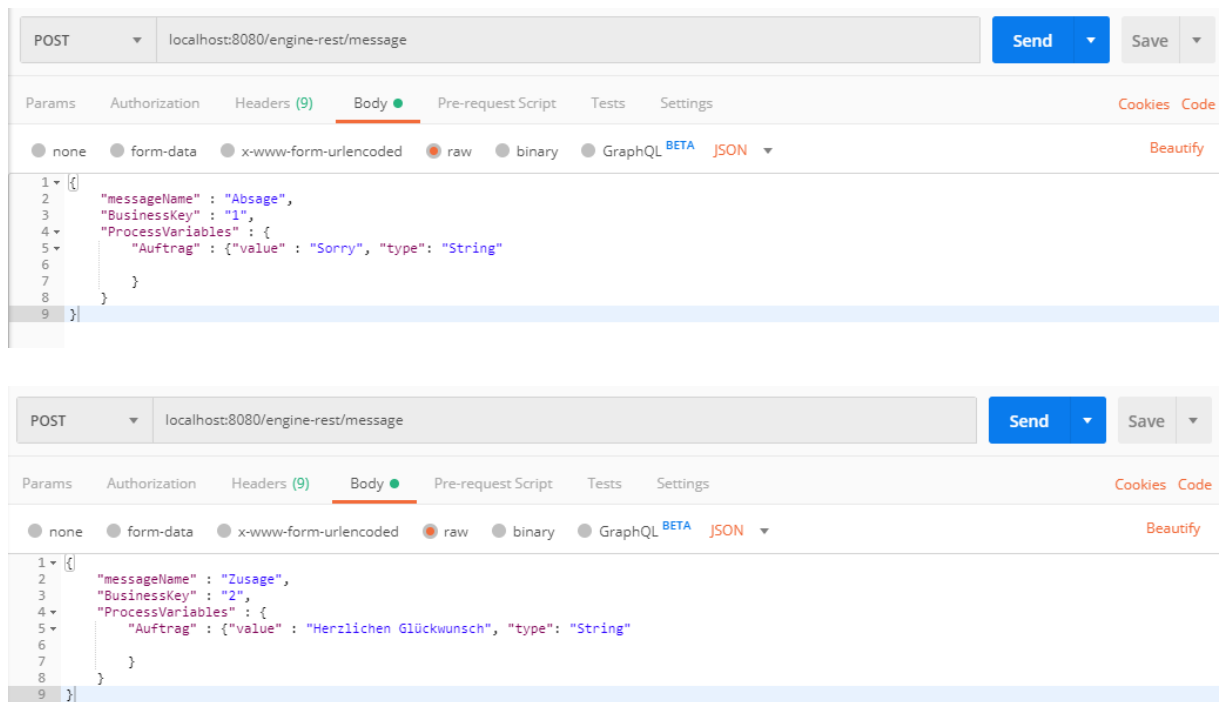 POST localhost:8080/engine-rest/message Send Save
Params Authorization Headers (9) Body Pre-request Script Tests Settings Cookies Code
none form-data x-www-form-urlencoded raw binary GraphQL BETA JSON Beautify
1 {
2 "messageName" : "Absage",
3 "BusinessKey" : "1",
4 "ProcessVariables" : {
5 "Auftrag" : {"value" : "Sorry", "type": "String"
6
7 }
8 }
9 }
POST localhost:8080/engine-rest/message Send Save
Params Authorization Headers (9) Body Pre-request Script Tests Settings Cookies Code
none form-data x-www-form-urlencoded raw binary GraphQL BETA JSON Beautify
1 {
2 "messageName" : "Zusage",
3 "BusinessKey" : "2",
4 "ProcessVariables" : {
5 "Auftrag" : {"value" : "Herzlichen Glückwunsch", "type": "String"
6
7 }
8 }
9 }